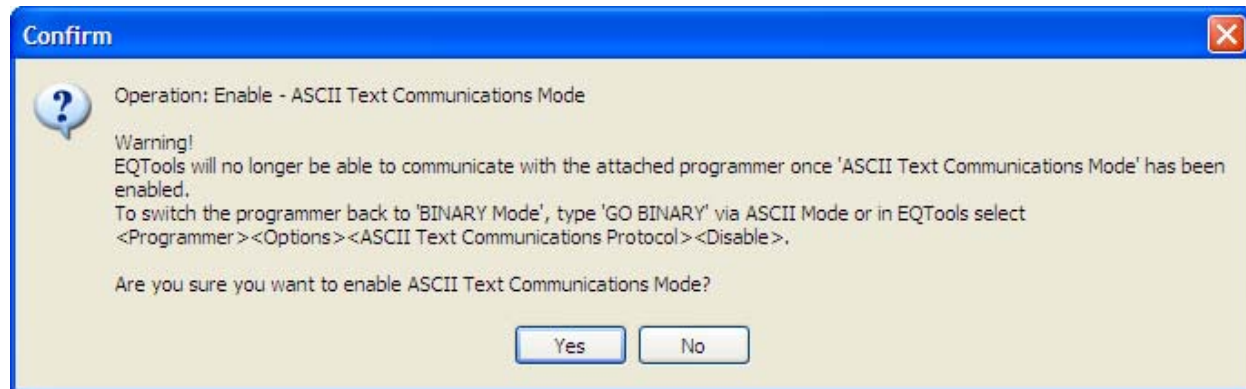 Confirm
?
Operation: Enable - ASCII Text Communications Mode
Warning!
EQTools will no longer be able to communicate with the attached programmer once 'ASCII Text Communications Mode' has been
enabled.
To switch the programmer back to 'BINARY Mode', type 'GO BINARY' via ASCII Mode or in EQTools select
<Programmer><Options><ASCII Text Communications Protocol><Disable>.
Are you sure you want to enable ASCII Text Communications Mode?
Yes No